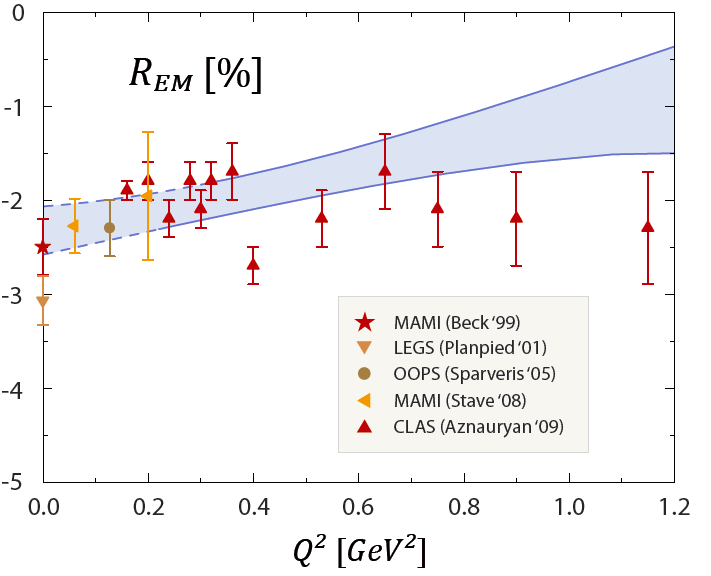 0
R_EM [%]
-1
-2
-3
-4
-5
MAMI (Beck '99)
LEGS (Planpied '01)
OOPS (Sparveris '05)
MAMI (Stave '08)
CLAS (Aznauryan '09)
0.0 0.2 0.4 0.6 0.8 1.0 1.2
Q² [GeV²]